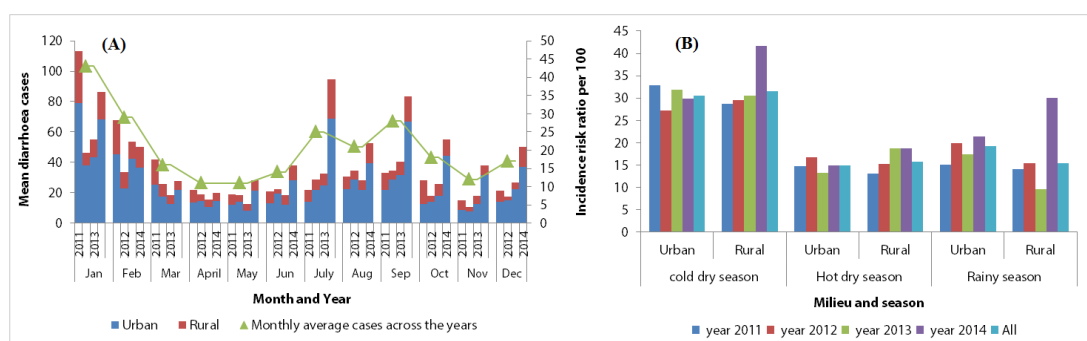 (A)
Mean diarrhoea cases
120
100
80
60
40
20
0
50
45
40
35
30
25
20
15
10
5
0
2011 2013 2012 2014 2011 2013 2012 2014 2011 2013 2012 2014 2011 2013 2012 2014 2011 2013 2012 2014 2011 2013 2012 2014
Jan Feb Mar April May Jun July Aug Sep Oct Nov Dec
Month and Year
Urban Rural Monthly average cases across the years
(B)
Incidence risk ratio per 100
45
40
35
30
25
20
15
10
5
0
Urban Rural Urban Rural Urban Rural
cold dry season Hot dry season Rainy season
Milieu and season
year 2011 year 2012 year 2013 year 2014 All